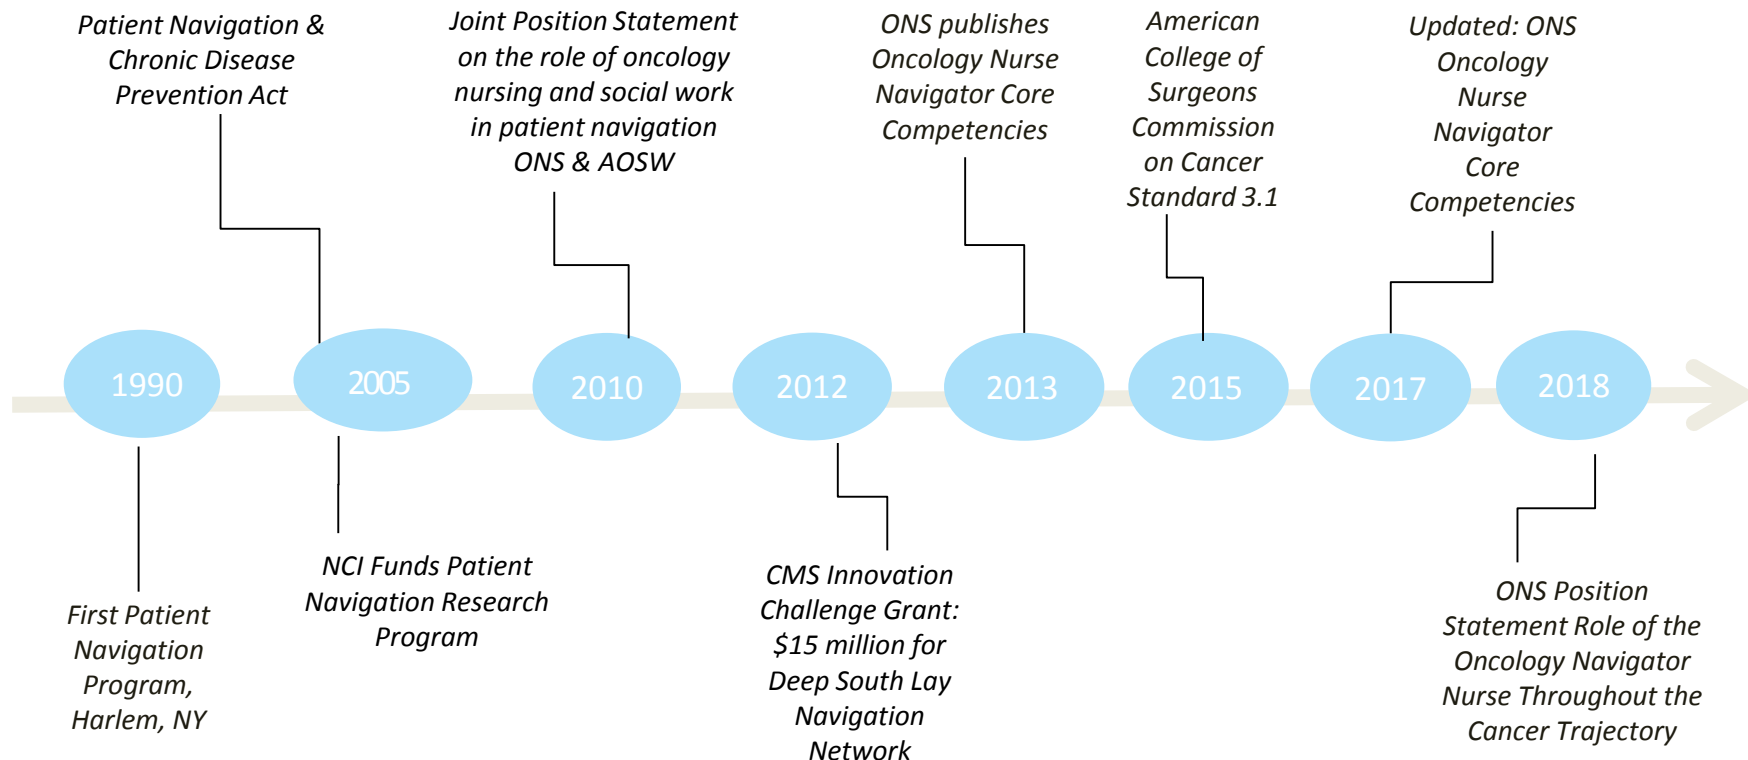 Patient Navigation &
Chronic Disease
Prevention Act
Joint Position Statement
on the role of oncology
nursing and social work
in patient navigation
ONS & AOSW
ONS publishes
Oncology Nurse
Navigator Core
Competencies
American
College of
Surgeons
Commission
on Cancer
Standard 3.1
Updated: ONS
Oncology
Nurse
Navigator
Core
Competencies
1990
2005
2010
2012
2013
2015
2017
2018
First Patient
Navigation
Program,
Harlem, NY
NCI Funds Patient
Navigation Research
Program
CMS Innovation
Challenge Grant:
$15 million for
Deep South Lay
Navigation
Network
ONS Position
Statement Role of the
Oncology Navigator
Nurse Throughout the
Cancer Trajectory